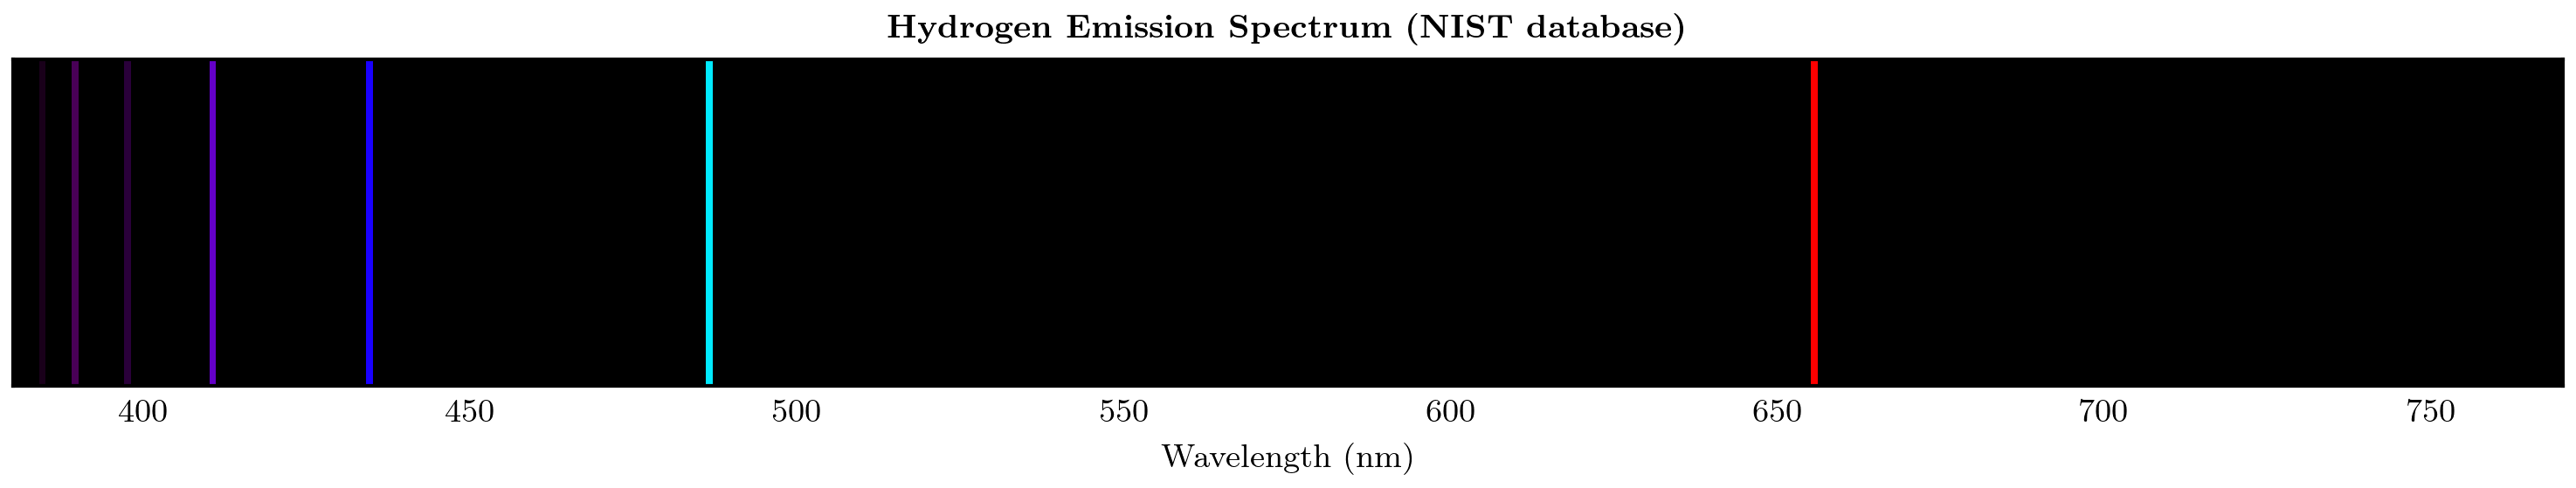 Hydrogen Emission Spectrum (NIST database)
400 450 500 550 600 650 700 750
Wavelength (nm)